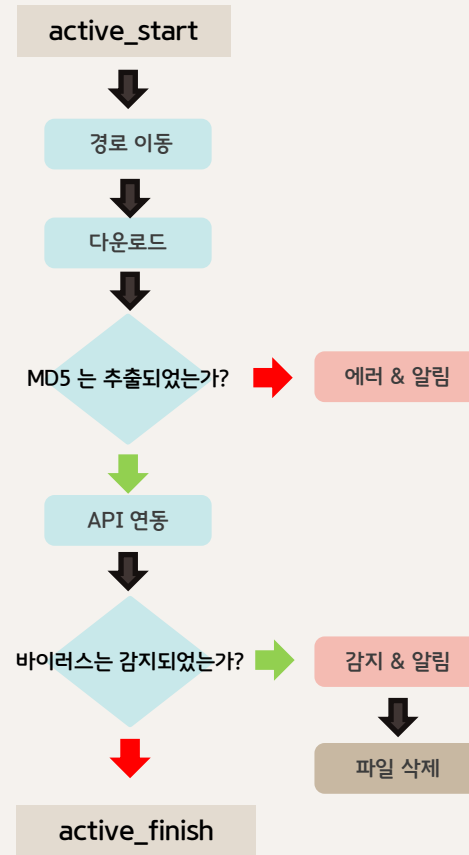 active_start
경로 이동
다운로드
MD5 는 추출되었는가?
에러 & 알림
API 연동
바이러스는 감지되었는가?
감지 & 알림
파일 삭제
active_finish